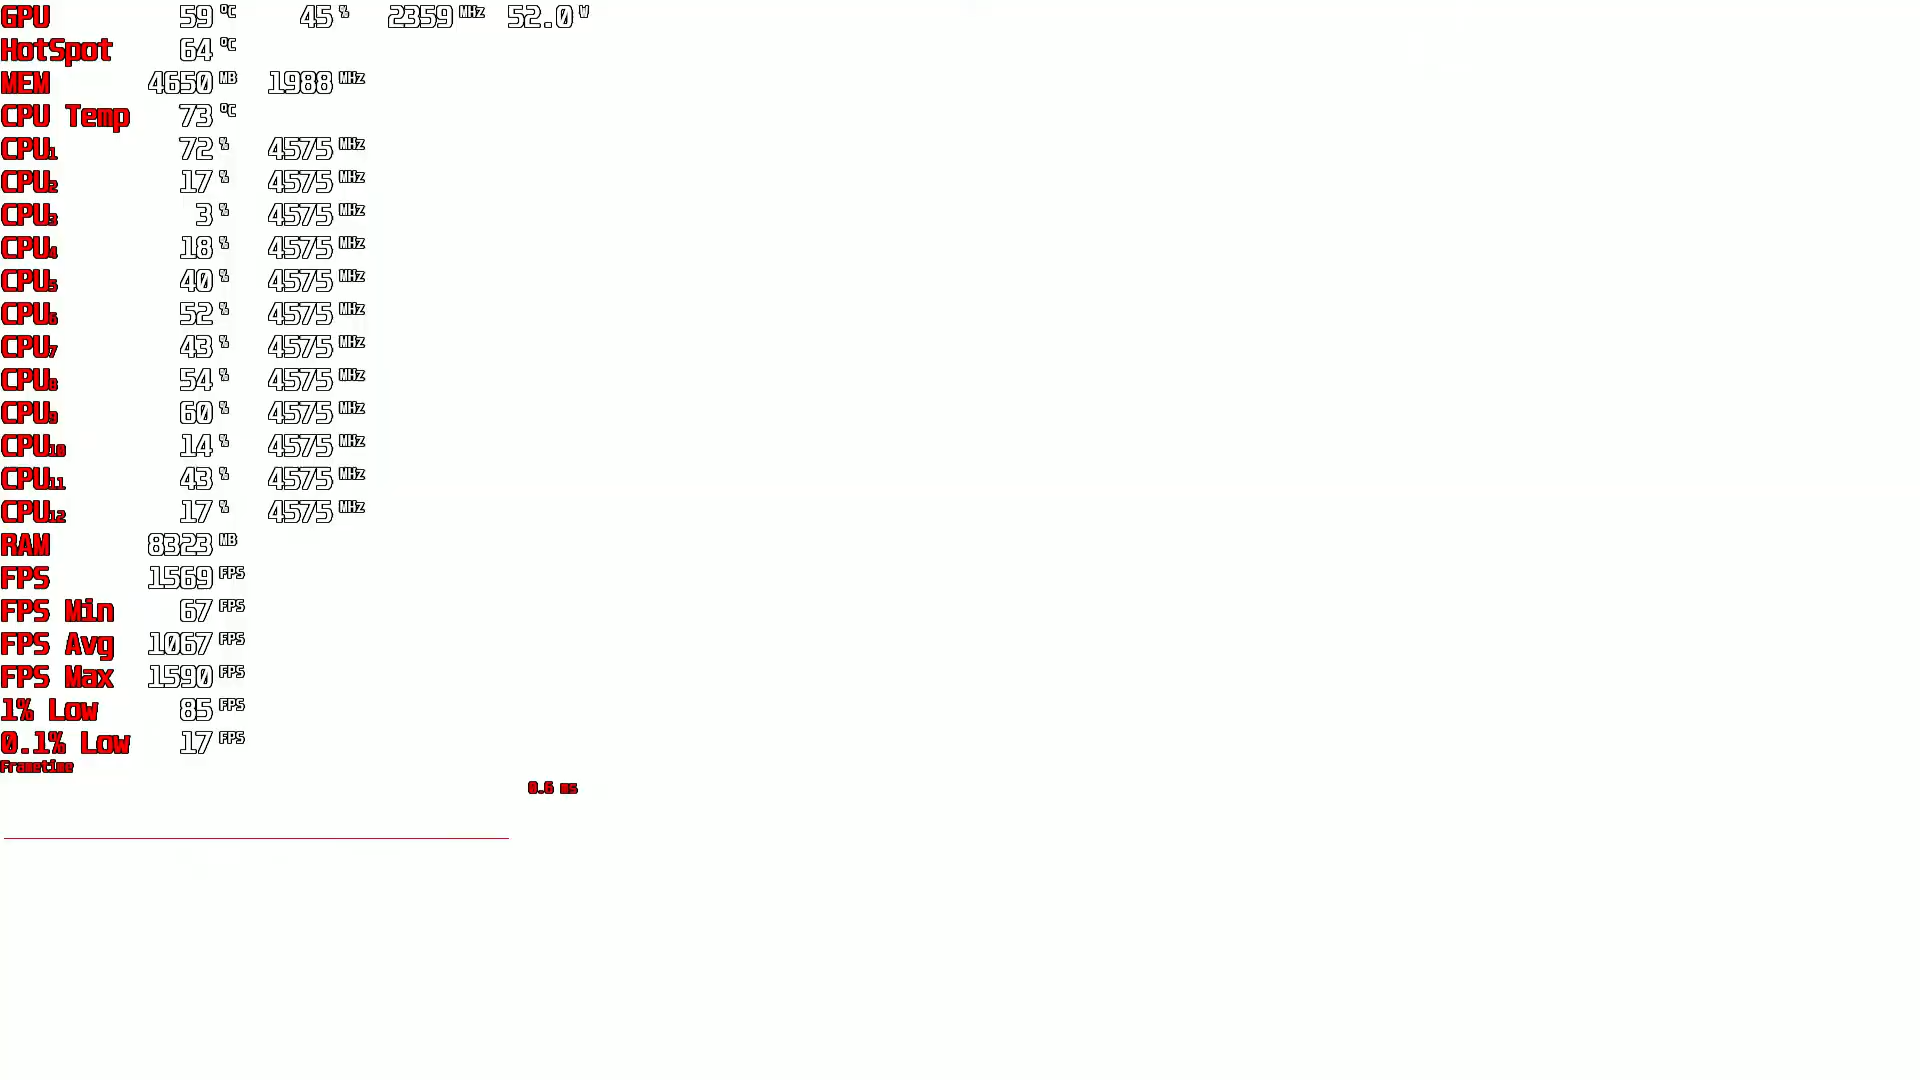 GPU 59 °C 45 % 2359 MHz 52.0 W
HotSpot 64 °C
MEM 4650 MB 1988 MHz
CPU Temp 73 °C
CPU1 72 % 4575 MHz
CPU2 17 % 4575 MHz
CPU3 3 % 4575 MHz
CPU4 18 % 4575 MHz
CPU5 40 % 4575 MHz
CPU6 52 % 4575 MHz
CPU7 43 % 4575 MHz
CPU8 54 % 4575 MHz
CPU9 60 % 4575 MHz
CPU10 14 % 4575 MHz
CPU11 43 % 4575 MHz
CPU12 17 % 4575 MHz
RAM 8323 MB
FPS 1569 FPS
FPS Min 67 FPS
FPS Avg 1067 FPS
FPS Max 1590 FPS
1% Low 85 FPS
0.1% Low 17 FPS
Frametime
0.6 ms